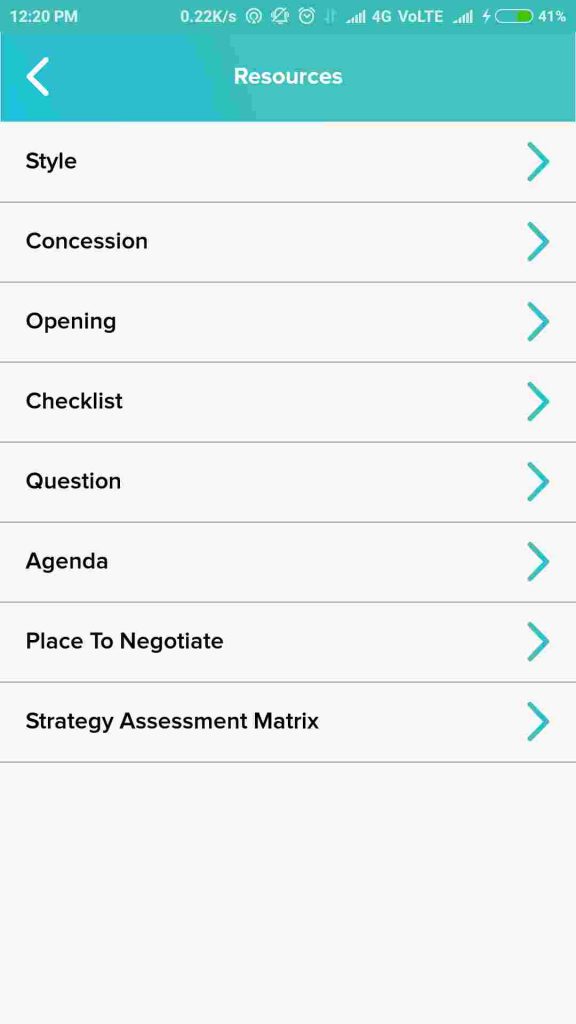 12:20 PM 0.22K/s 4G VoLTE 41%
Resources
Style
Concession
Opening
Checklist
Question
Agenda
Place To Negotiate
Strategy Assessment Matrix